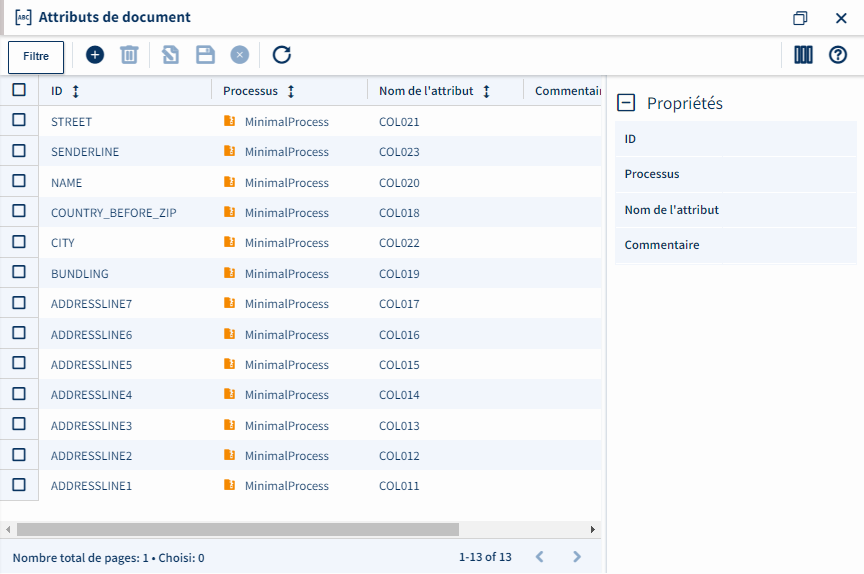 ABC Attributs de document
Filtre
ID Processus Nom de l'attribut Commentair
STREET MinimalProcess COL021
SENDERLINE MinimalProcess COL023
NAME MinimalProcess COL020
COUNTRY_BEFORE_ZIP MinimalProcess COL018
CITY MinimalProcess COL022
BUNDLING MinimalProcess COL019
ADDRESSLINE7 MinimalProcess COL017
ADDRESSLINE6 MinimalProcess COL016
ADDRESSLINE5 MinimalProcess COL015
ADDRESSLINE4 MinimalProcess COL014
ADDRESSLINE3 MinimalProcess COL013
ADDRESSLINE2 MinimalProcess COL012
ADDRESSLINE1 MinimalProcess COL011
Nombre total de pages: 1 • Choisi: 0 1-13 of 13
Propriétés
ID
Processus
Nom de l'attribut
Commentaire